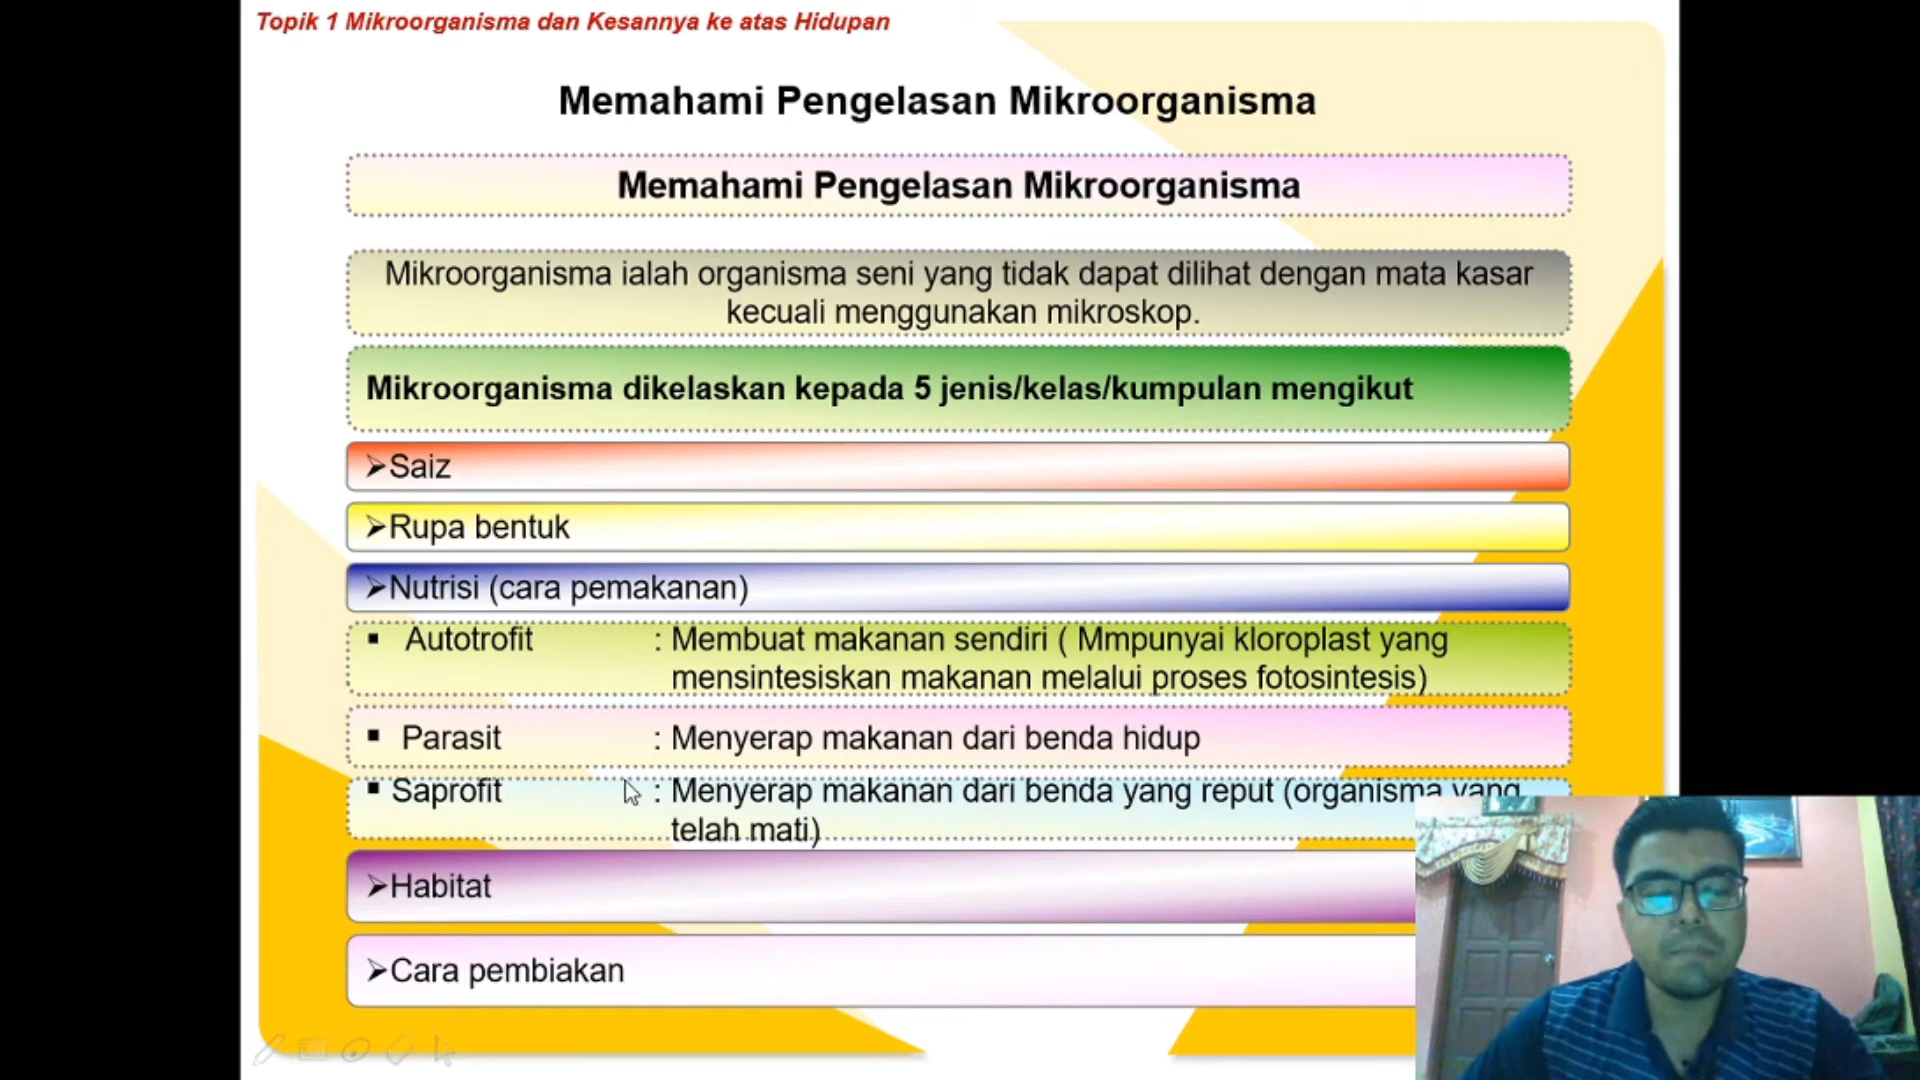 Topik 1 Mikroorganisma dan Kesannya ke atas Hidupan
Memahami Pengelasan Mikroorganisma
Memahami Pengelasan Mikroorganisma
Mikroorganisma ialah organisma seni yang tidak dapat dilihat dengan mata kasar
kecuali menggunakan mikroskop.
Mikroorganisma dikelaskan kepada 5 jenis/kelas/kumpulan mengikut
➢Saiz
➢Rupa bentuk
➢Nutrisi (cara pemakanan)
▪ Autotrofit : Membuat makanan sendiri ( Mmpunyai kloroplast yang
mensintesiskan makanan melalui proses fotosintesis)
▪ Parasit : Menyerap makanan dari benda hidup
▪ Saprofit : Menyerap makanan dari benda yang reput (organisma yang
telah mati)
➢Habitat
➢Cara pembiakan